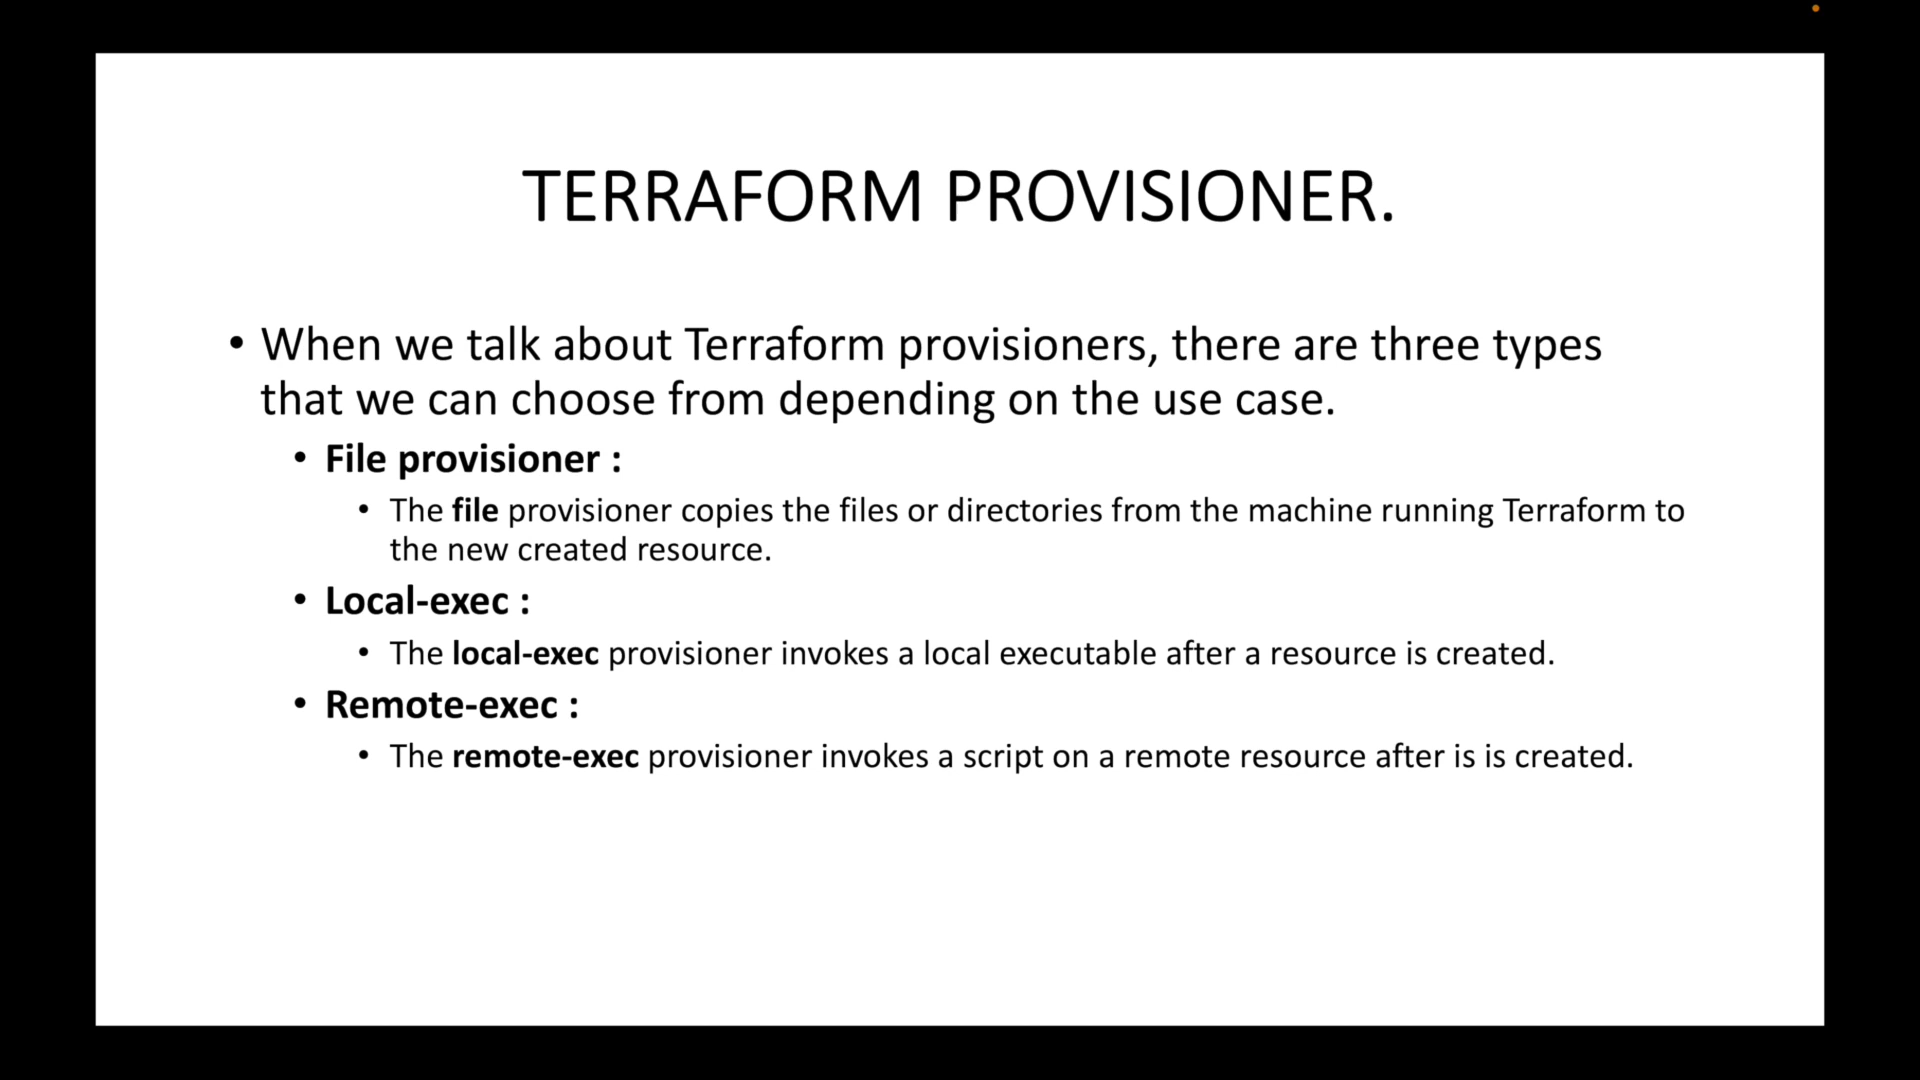 TERRAFORM PROVISIONER.
• When we talk about Terraform provisioners, there are three types
that we can choose from depending on the use case.
• File provisioner :
• The file provisioner copies the files or directories from the machine running Terraform to
the new created resource.
• Local-exec :
• The local-exec provisioner invokes a local executable after a resource is created.
• Remote-exec :
• The remote-exec provisioner invokes a script on a remote resource after is is created.